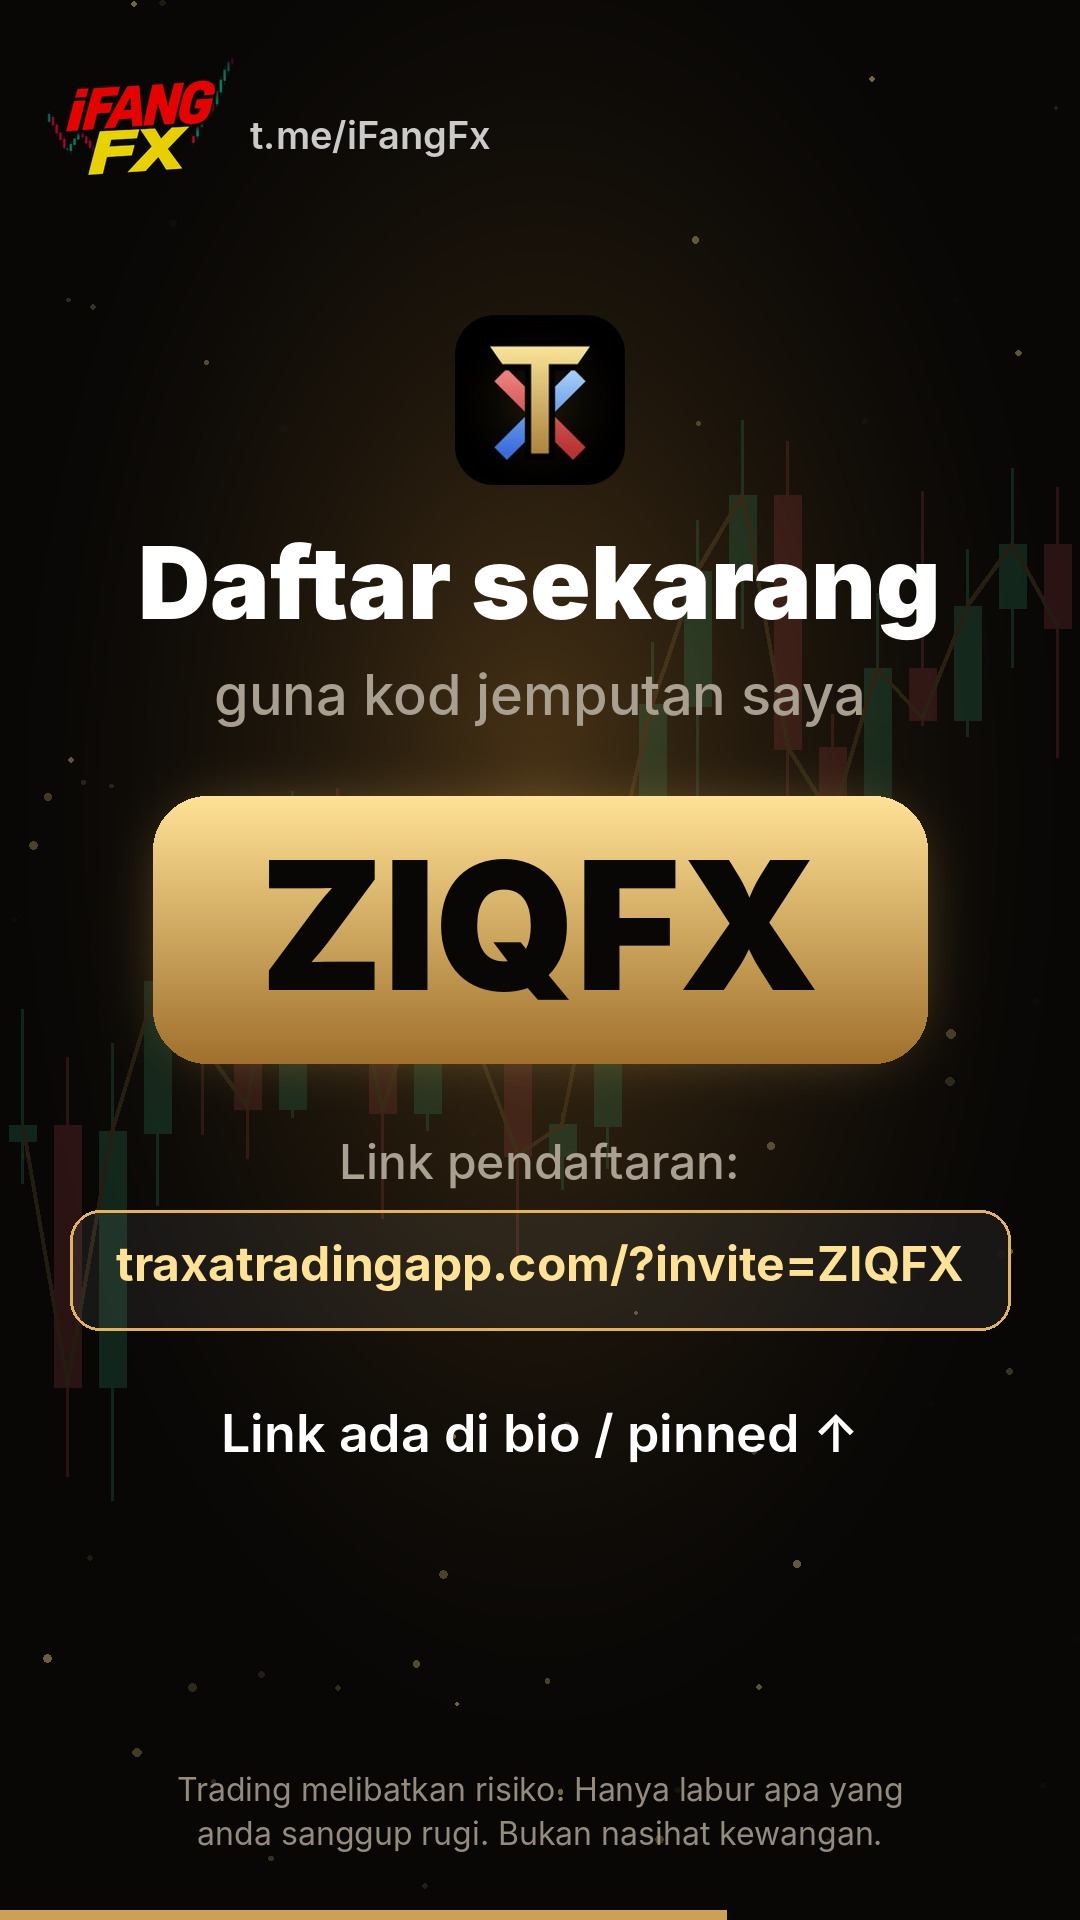 iFANG
FX
t.me/iFangFx
T
Daftar sekarang
guna kod jemputan saya
ZIQFX
Link pendaftaran:
traxatradingapp.com/?invite=ZIQFX
Link ada di bio / pinned ↑
Trading melibatkan risiko. Hanya labur apa yang
anda sanggup rugi. Bukan nasihat kewangan.